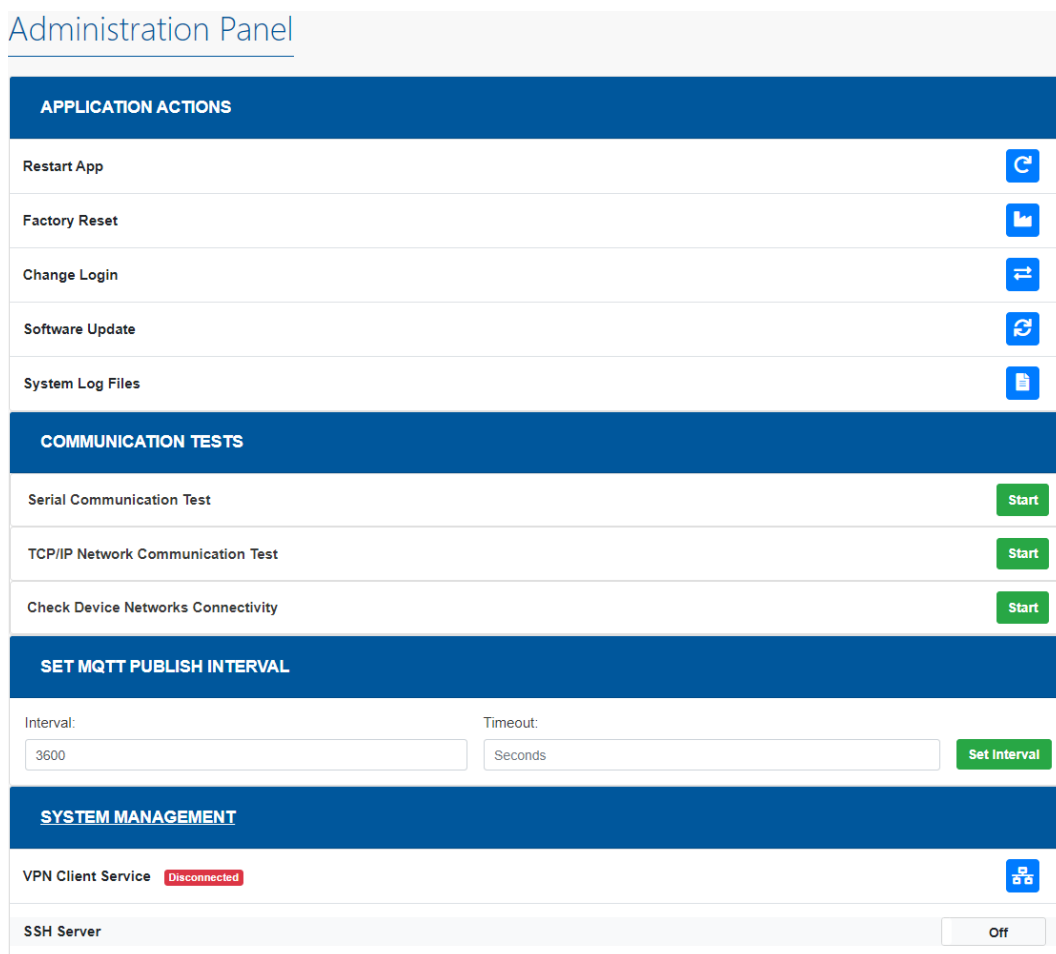 Administration Panel
APPLICATION ACTIONS
Restart App
Factory Reset
Change Login
Software Update
System Log Files
COMMUNICATION TESTS
Serial Communication Test Start
TCP/IP Network Communication Test Start
Check Device Networks Connectivity Start
SET MQTT PUBLISH INTERVAL
Interval: Timeout:
3600 Seconds Set Interval
SYSTEM MANAGEMENT
VPN Client Service Disconnected
SSH Server Off